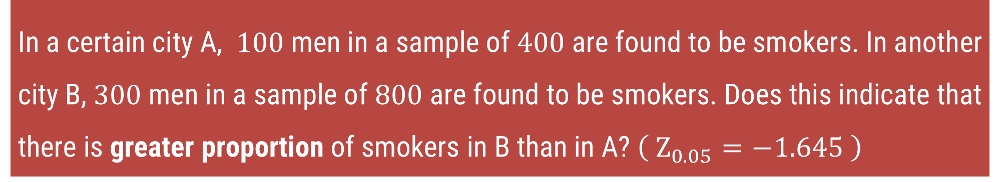 In a certain city A, 100 men in a sample of 400 are found to be smokers. In another
city B, 300 men in a sample of 800 are found to be smokers. Does this indicate that
there is greater proportion of smokers in B than in A? ( Z₀.₀₅ = −1.645 )